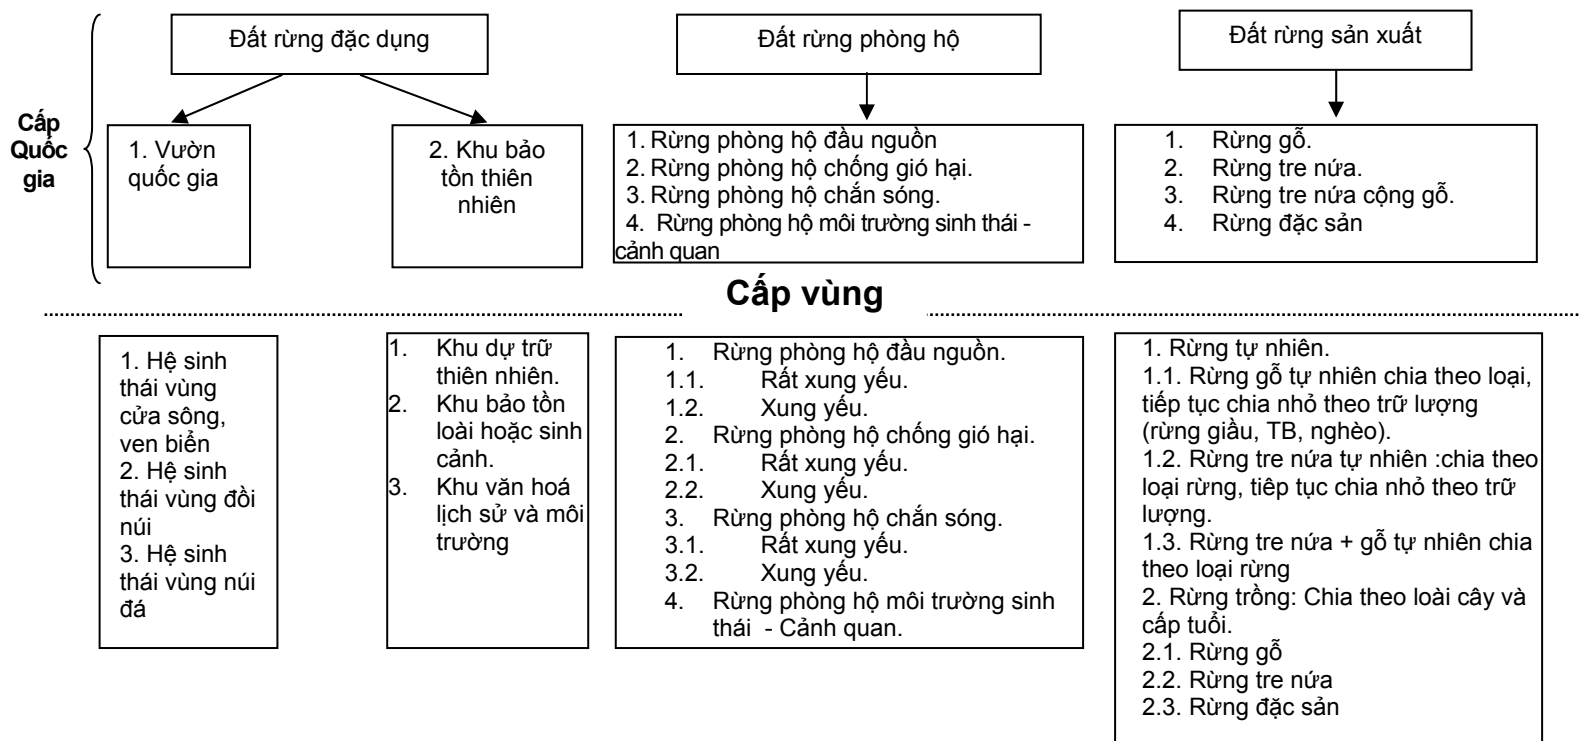 Đất rừng đặc dụng
Đất rừng phòng hộ
Đất rừng sản xuất
Cấp
Quốc
gia
1. Vườn
quốc gia
2. Khu bảo
tồn thiên
nhiên
1. Rừng phòng hộ đầu nguồn
2. Rừng phòng hộ chống gió hại.
3. Rừng phòng hộ chắn sóng.
4. Rừng phòng hộ môi trường sinh thái -
cảnh quan
1. Rừng gỗ.
2. Rừng tre nứa.
3. Rừng tre nứa cộng gỗ.
4. Rừng đặc sản
Cấp vùng
1. Hệ sinh
thái vùng
cửa sông,
ven biển
2. Hệ sinh
thái vùng đồi
núi
3. Hệ sinh
thái vùng núi
đá
1. Khu dự trữ
thiên nhiên.
2. Khu bảo tồn
loài hoặc sinh
cảnh.
3. Khu văn hoá
lịch sử và môi
trường
1. Rừng phòng hộ đầu nguồn.
1.1. Rất xung yếu.
1.2. Xung yếu.
2. Rừng phòng hộ chống gió hại.
2.1. Rất xung yếu.
2.2. Xung yếu.
3. Rừng phòng hộ chắn sóng.
3.1. Rất xung yếu.
3.2. Xung yếu.
4. Rừng phòng hộ môi trường sinh
thái - Cảnh quan.
1. Rừng tự nhiên.
1.1. Rừng gỗ tự nhiên chia theo loại,
tiếp tục chia nhỏ theo trữ lượng
(rừng giầu, TB, nghèo).
1.2. Rừng tre nứa tự nhiên :chia theo
loại rừng, tiêp tục chia nhỏ theo trữ
lượng.
1.3. Rừng tre nứa + gỗ tự nhiên chia
theo loại rừng
2. Rừng trồng: Chia theo loài cây và
cấp tuổi.
2.1. Rừng gỗ
2.2. Rừng tre nứa
2.3. Rừng đặc sản